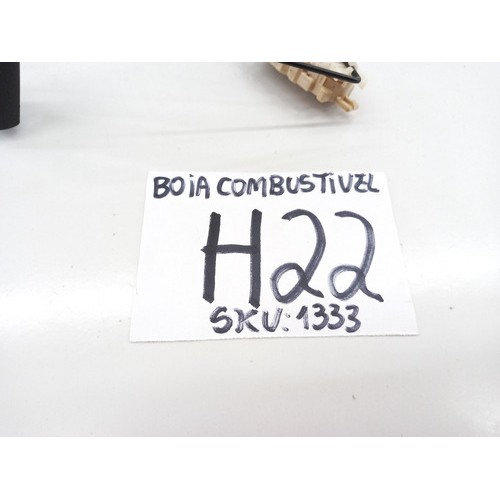 BOiA COMBUSTiVEL
H22
SKU: 1333